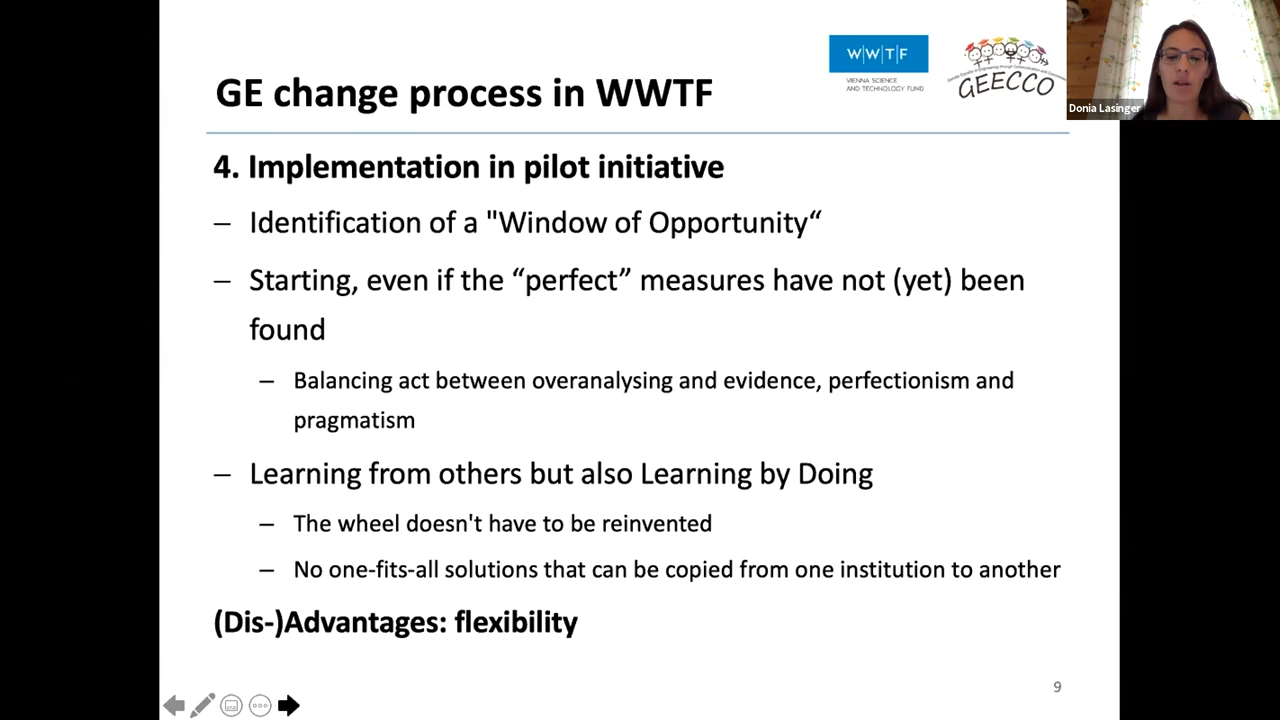 GE change process in WWTF
WWTF
VIENNA SCIENCE
AND TECHNOLOGY FUND
GEECCO
Donia Lasinger
4. Implementation in pilot initiative
– Identification of a "Window of Opportunity“
– Starting, even if the “perfect” measures have not (yet) been
found
– Balancing act between overanalysing and evidence, perfectionism and
pragmatism
– Learning from others but also Learning by Doing
– The wheel doesn't have to be reinvented
– No one-fits-all solutions that can be copied from one institution to another
(Dis-)Advantages: flexibility
9